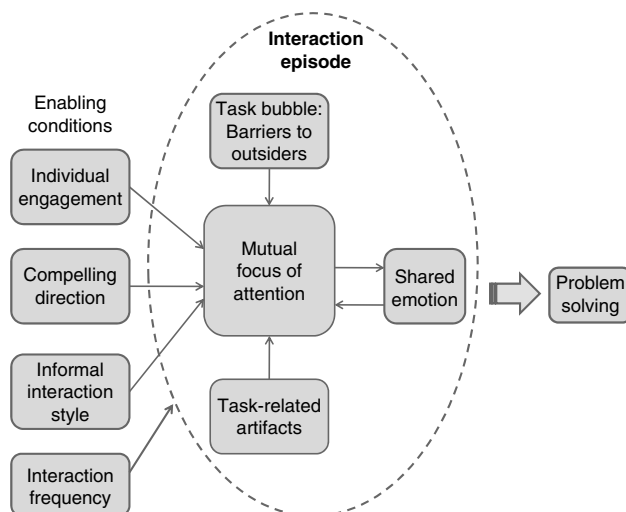 Interaction
episode
Enabling
conditions
Task bubble:
Barriers to
outsiders
Individual
engagement
Mutual
focus of
attention
Compelling
direction
Shared
emotion
Problem
solving
Informal
interaction
style
Task-related
artifacts
Interaction
frequency